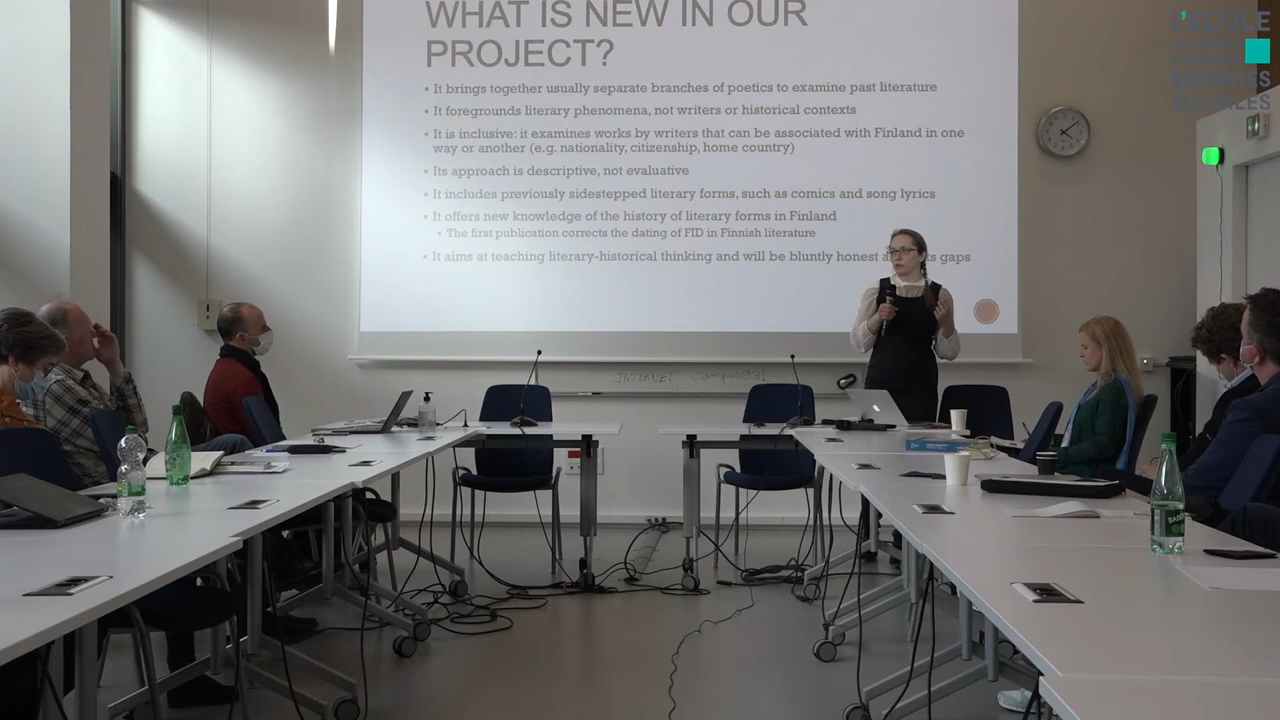 WHAT IS NEW IN OUR
PROJECT?
• It brings together usually separate branches of poetics to examine past literature
• It foregrounds literary phenomena, not writers or historical contexts
• It is inclusive: it examines works by writers that can be associated with Finland in one
way or another (e.g. nationality, citizenship, home country)
• Its approach is descriptive, not evaluative
• It includes previously sidestepped literary forms, such as comics and song lyrics
• It offers new knowledge of the history of literary forms in Finland
• The first publication corrects the dating of FID in Finnish literature
• It aims at teaching literary-historical thinking and will be bluntly honest gaps
L'ÉCOLE
SCIENCES
SOCIALES
INTERNET